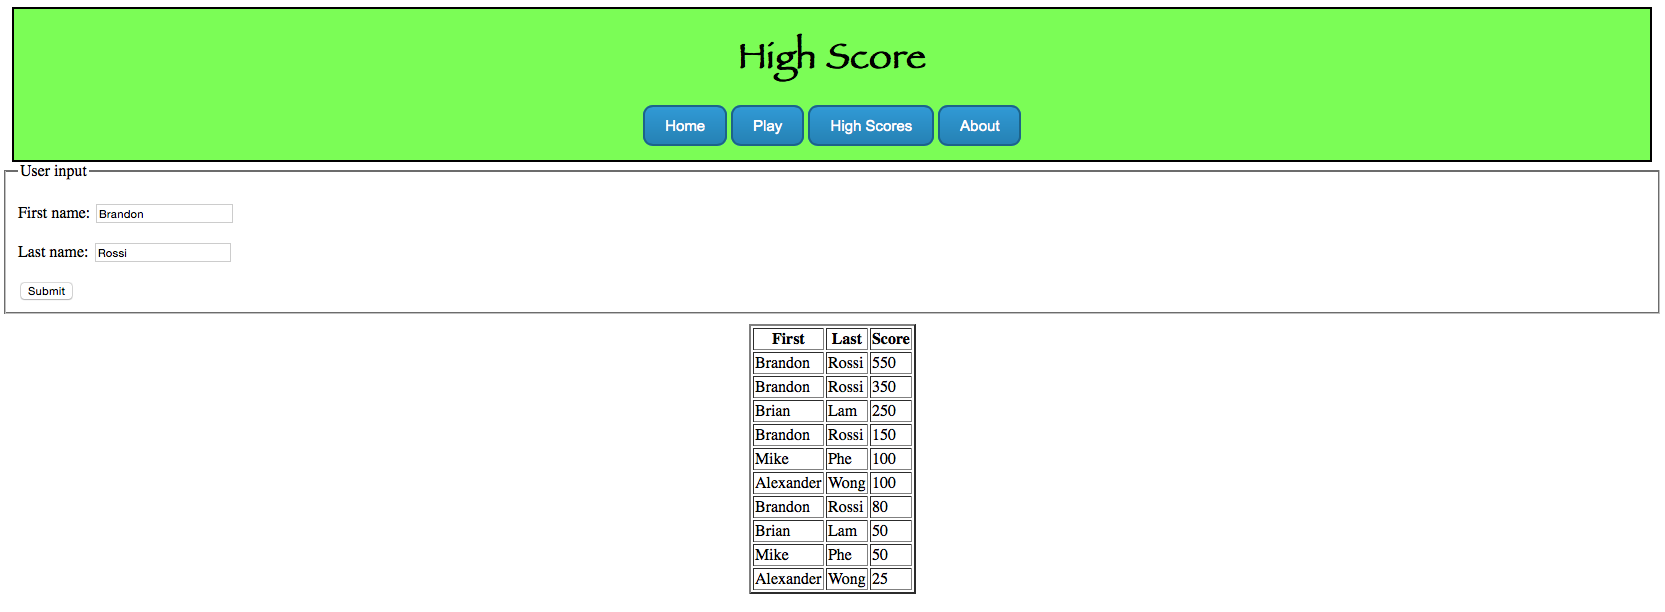 High Score
Home Play High Scores About
User input
First name: Brandon
Last name: Rossi
Submit
First Last Score
Brandon Rossi 550
Brandon Rossi 350
Brian Lam 250
Brandon Rossi 150
Mike Phe 100
Alexander Wong 100
Brandon Rossi 80
Brian Lam 50
Mike Phe 50
Alexander Wong 25